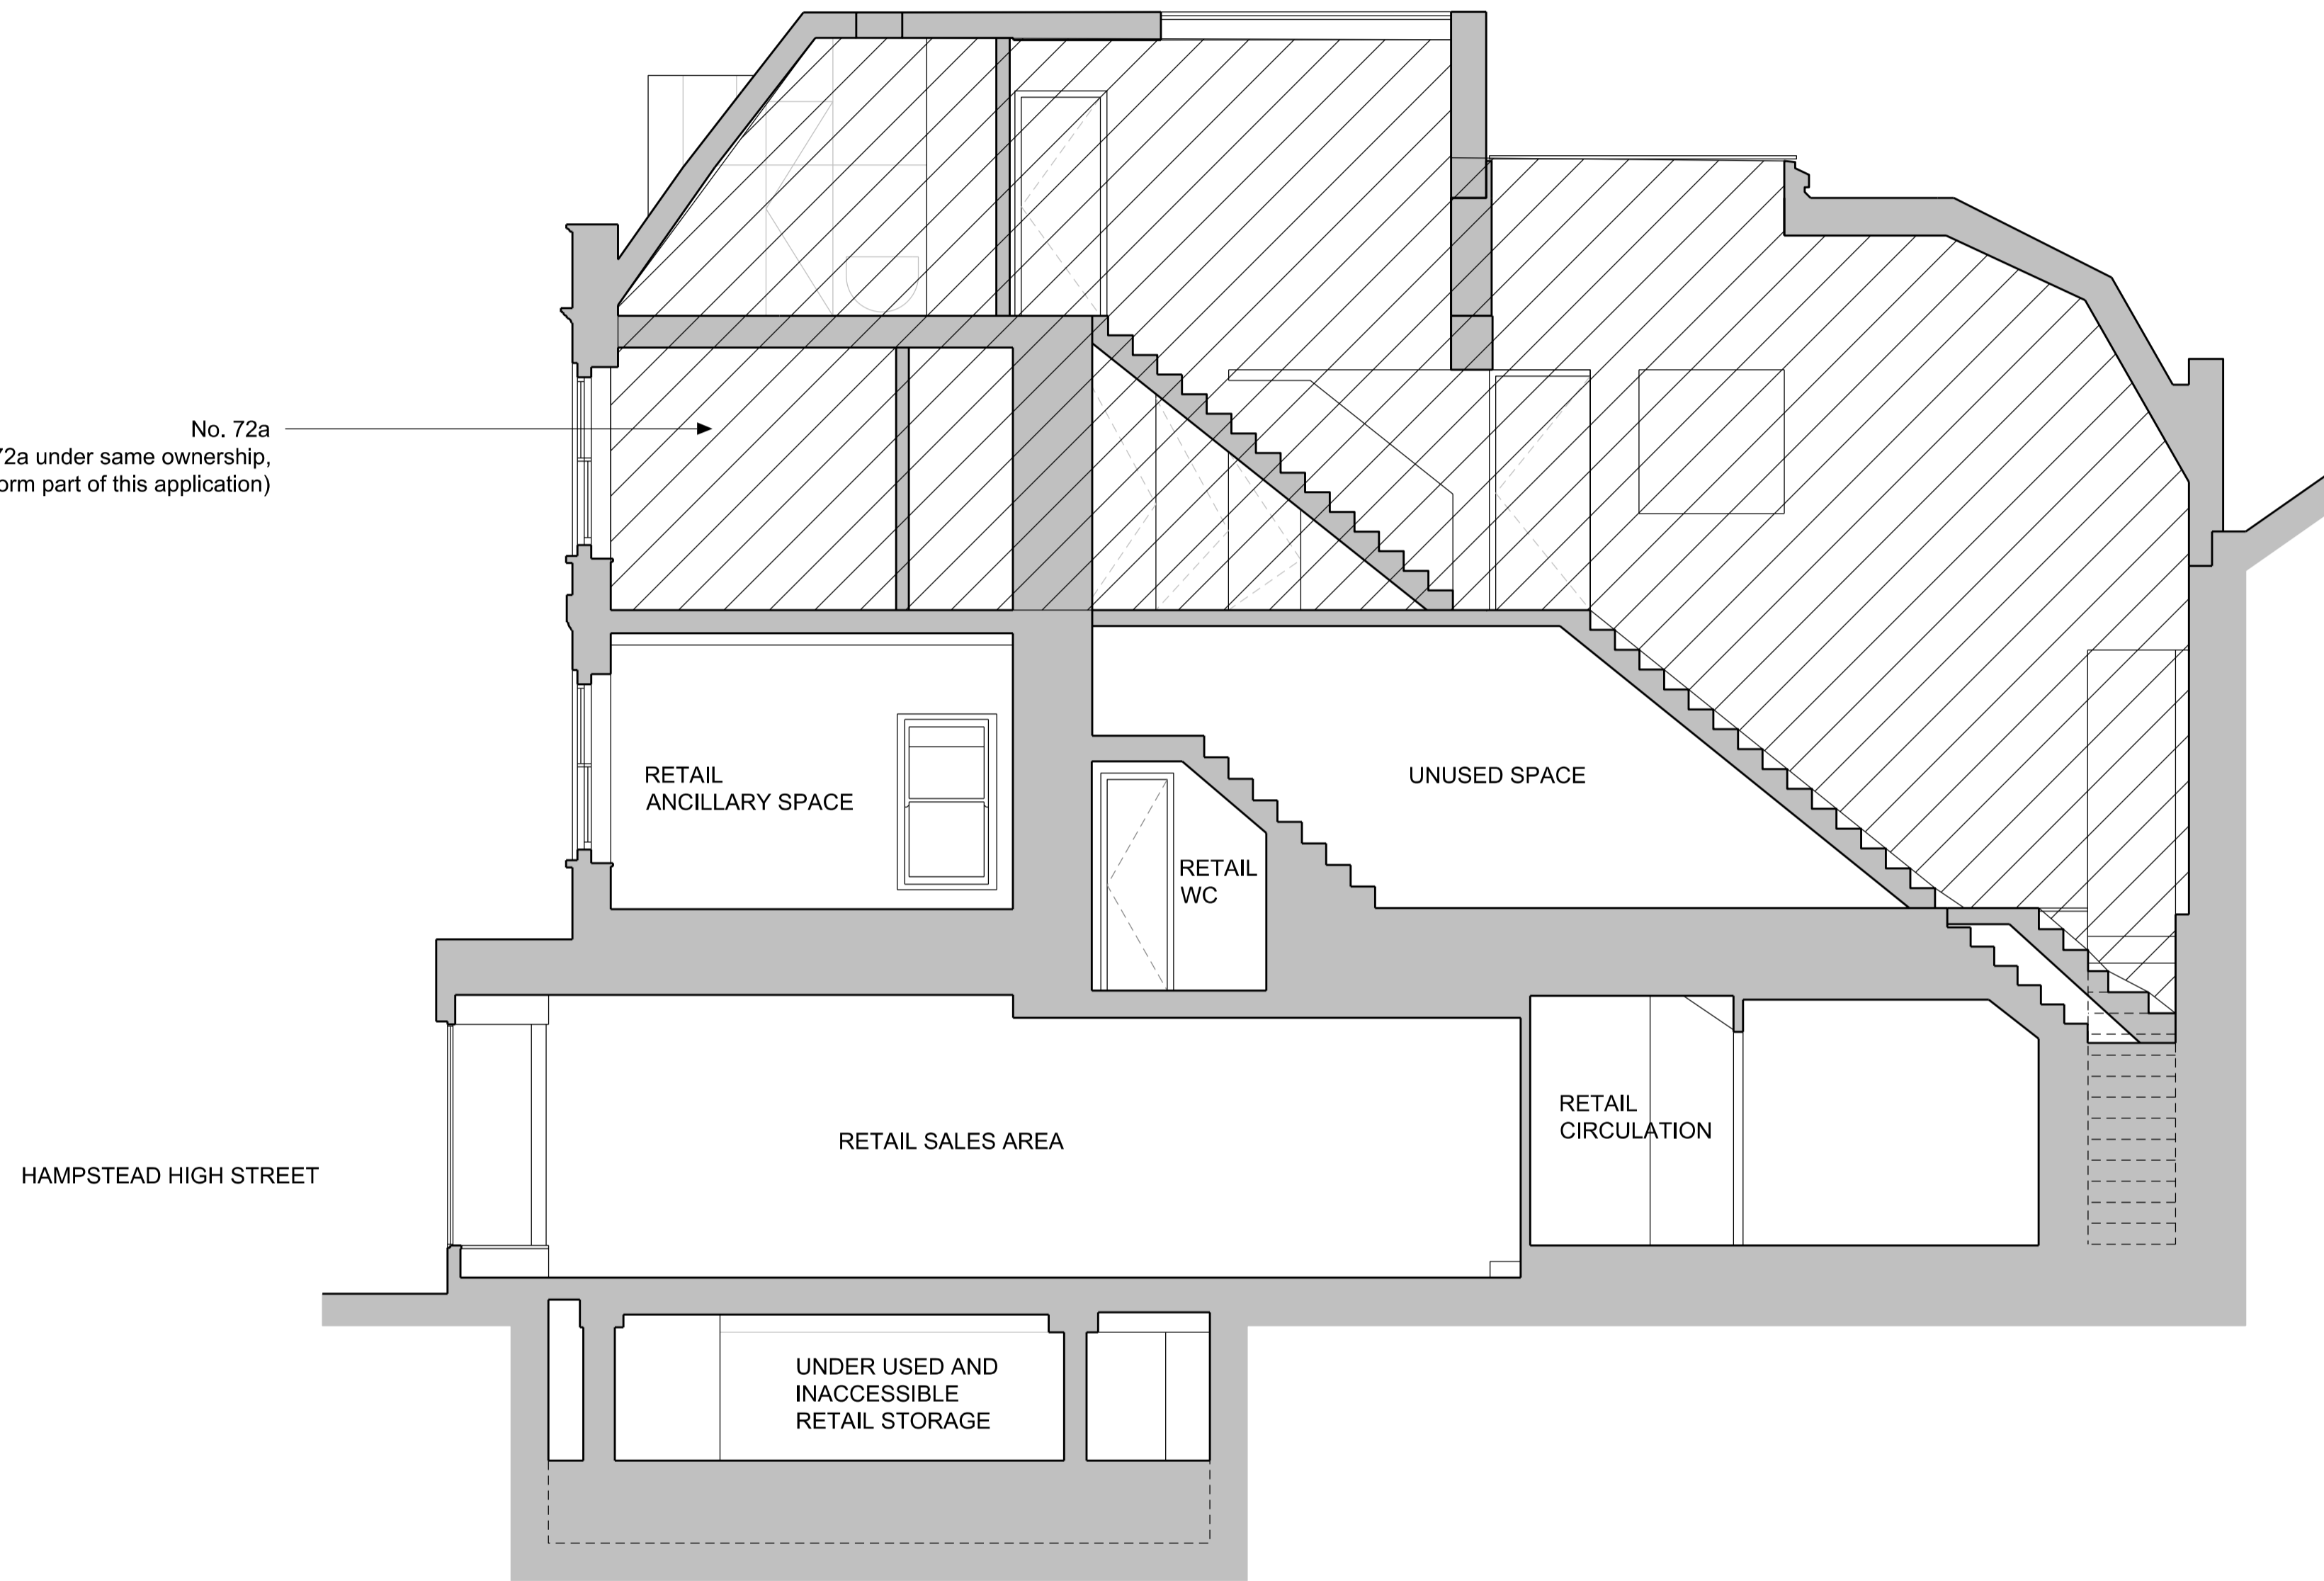 No. 72a
72a under same ownership,
form part of this application)
RETAIL
ANCILLARY SPACE
UNUSED SPACE
RETAIL
WC
RETAIL
CIRCULATION
RETAIL SALES AREA
HAMPSTEAD HIGH STREET
UNDER USED AND
INACCESSIBLE
RETAIL STORAGE